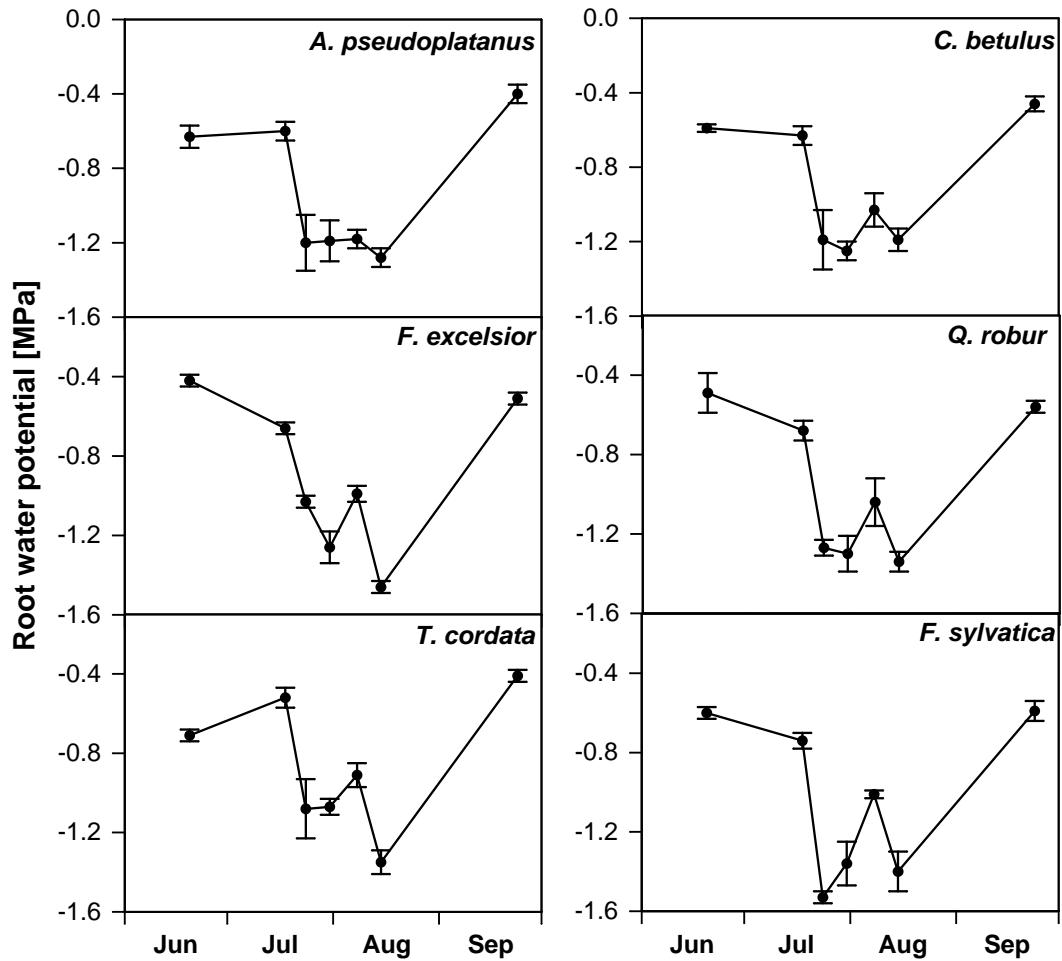 Root water potential [MPa]
0.0
-0.4
-0.8
-1.2
-1.6
-0.4
-0.8
-1.2
-1.6
-0.4
-0.8
-1.2
-1.6
A. pseudoplatanus
F. excelsior
T. cordata
Jun Jul Aug Sep
0.0
-0.4
-0.8
-1.2
-1.6
-0.4
-0.8
-1.2
-1.6
-0.4
-0.8
-1.2
-1.6
C. betulus
Q. robur
F. sylvatica
Jun Jul Aug Sep